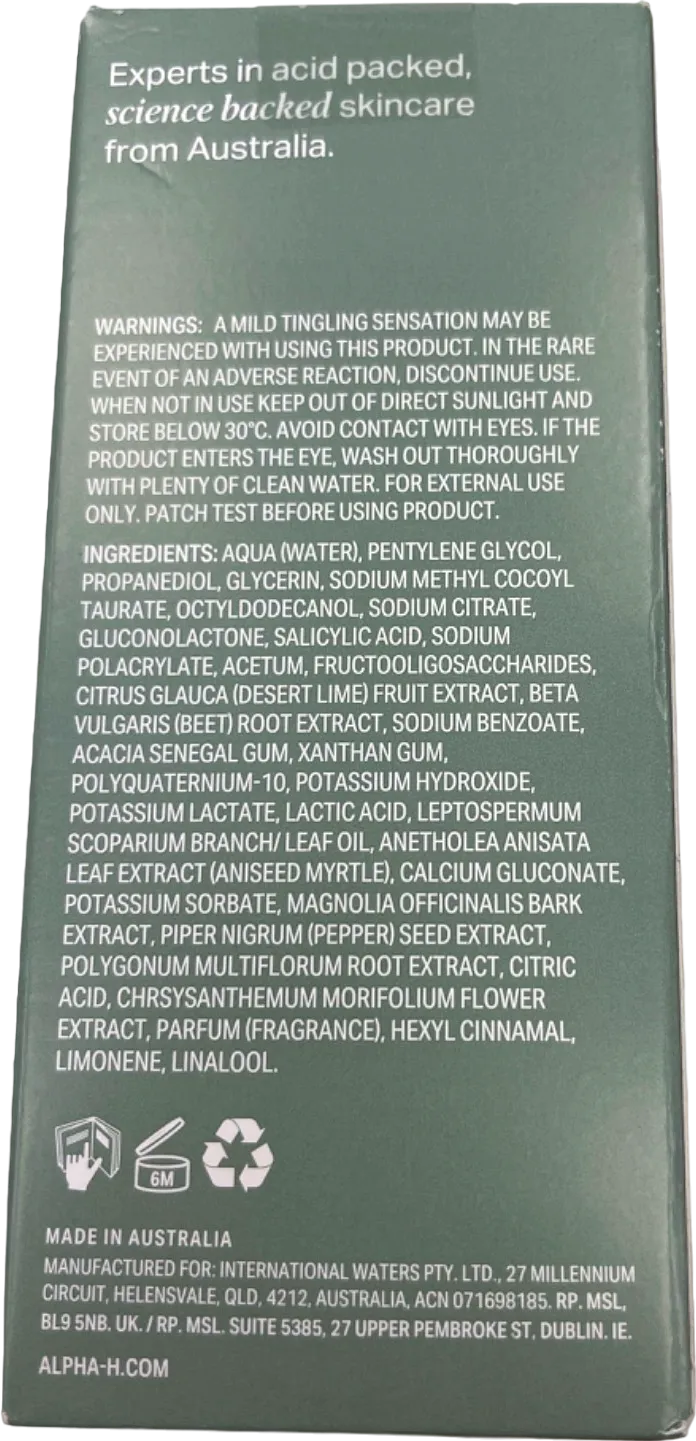 Experts in acid packed,
science backed skincare
from Australia.
WARNINGS: A MILD TINGLING SENSATION MAY BE
EXPERIENCED WITH USING THIS PRODUCT. IN THE RARE
EVENT OF AN ADVERSE REACTION, DISCONTINUE USE.
WHEN NOT IN USE KEEP OUT OF DIRECT SUNLIGHT AND
STORE BELOW 30°C. AVOID CONTACT WITH EYES. IF THE
PRODUCT ENTERS THE EYE, WASH OUT THOROUGHLY
WITH PLENTY OF CLEAN WATER. FOR EXTERNAL USE
ONLY. PATCH TEST BEFORE USING PRODUCT.
INGREDIENTS: AQUA (WATER), PENTYLENE GLYCOL,
PROPANEDIOL, GLYCERIN, SODIUM METHYL COCOYL
TAURATE, OCTYLDODECANOL, SODIUM CITRATE,
GLUCONOLACTONE, SALICYLIC ACID, SODIUM
POLACRYLATE, ACETUM, FRUCTOOLIGOSACCHARIDES,
CITRUS GLAUCA (DESERT LIME) FRUIT EXTRACT, BETA
VULGARIS (BEET) ROOT EXTRACT, SODIUM BENZOATE,
ACACIA SENEGAL GUM, XANTHAN GUM,
POLYQUATERNIUM-10, POTASSIUM HYDROXIDE,
POTASSIUM LACTATE, LACTIC ACID, LEPTOSPERMUM
SCOPARIUM BRANCH/ LEAF OIL, ANETHOLEA ANISATA
LEAF EXTRACT (ANISEED MYRTLE), CALCIUM GLUCONATE,
POTASSIUM SORBATE, MAGNOLIA OFFICINALIS BARK
EXTRACT, PIPER NIGRUM (PEPPER) SEED EXTRACT,
POLYGONUM MULTIFLORUM ROOT EXTRACT, CITRIC
ACID, CHRSYSANTHEMUM MORIFOLIUM FLOWER
EXTRACT, PARFUM (FRAGRANCE), HEXYL CINNAMAL,
LIMONENE, LINALOOL.
6M
MADE IN AUSTRALIA
MANUFACTURED FOR: INTERNATIONAL WATERS PTY. LTD., 27 MILLENNIUM
CIRCUIT, HELENSVALE, QLD, 4212, AUSTRALIA, ACN 071698185. RP. MSL,
BL9 5NB. UK. / RP. MSL. SUITE 5385, 27 UPPER PEMBROKE ST, DUBLIN. IE.
ALPHA-H.COM